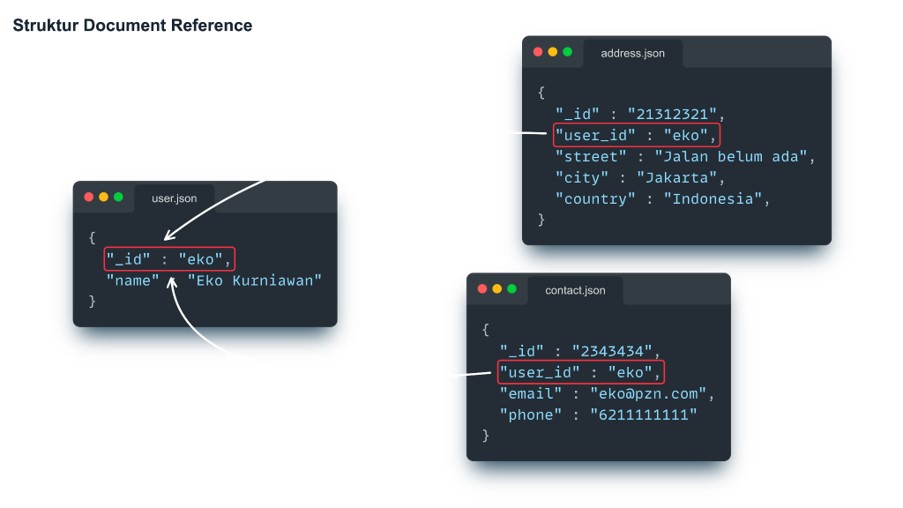 Struktur Document Reference
address.json
{
"_id" : "21312321",
"user_id" : "eko",
"street" : "Jalan belum ada",
"city" : "Jakarta",
"country" : "Indonesia",
}
user.json
{
"_id" : "eko",
"name" : "Eko Kurniawan"
}
contact.json
{
"_id" : "2343434",
"user_id" : "eko",
"email" : "eko@pzn.com",
"phone" : "6211111111"
}